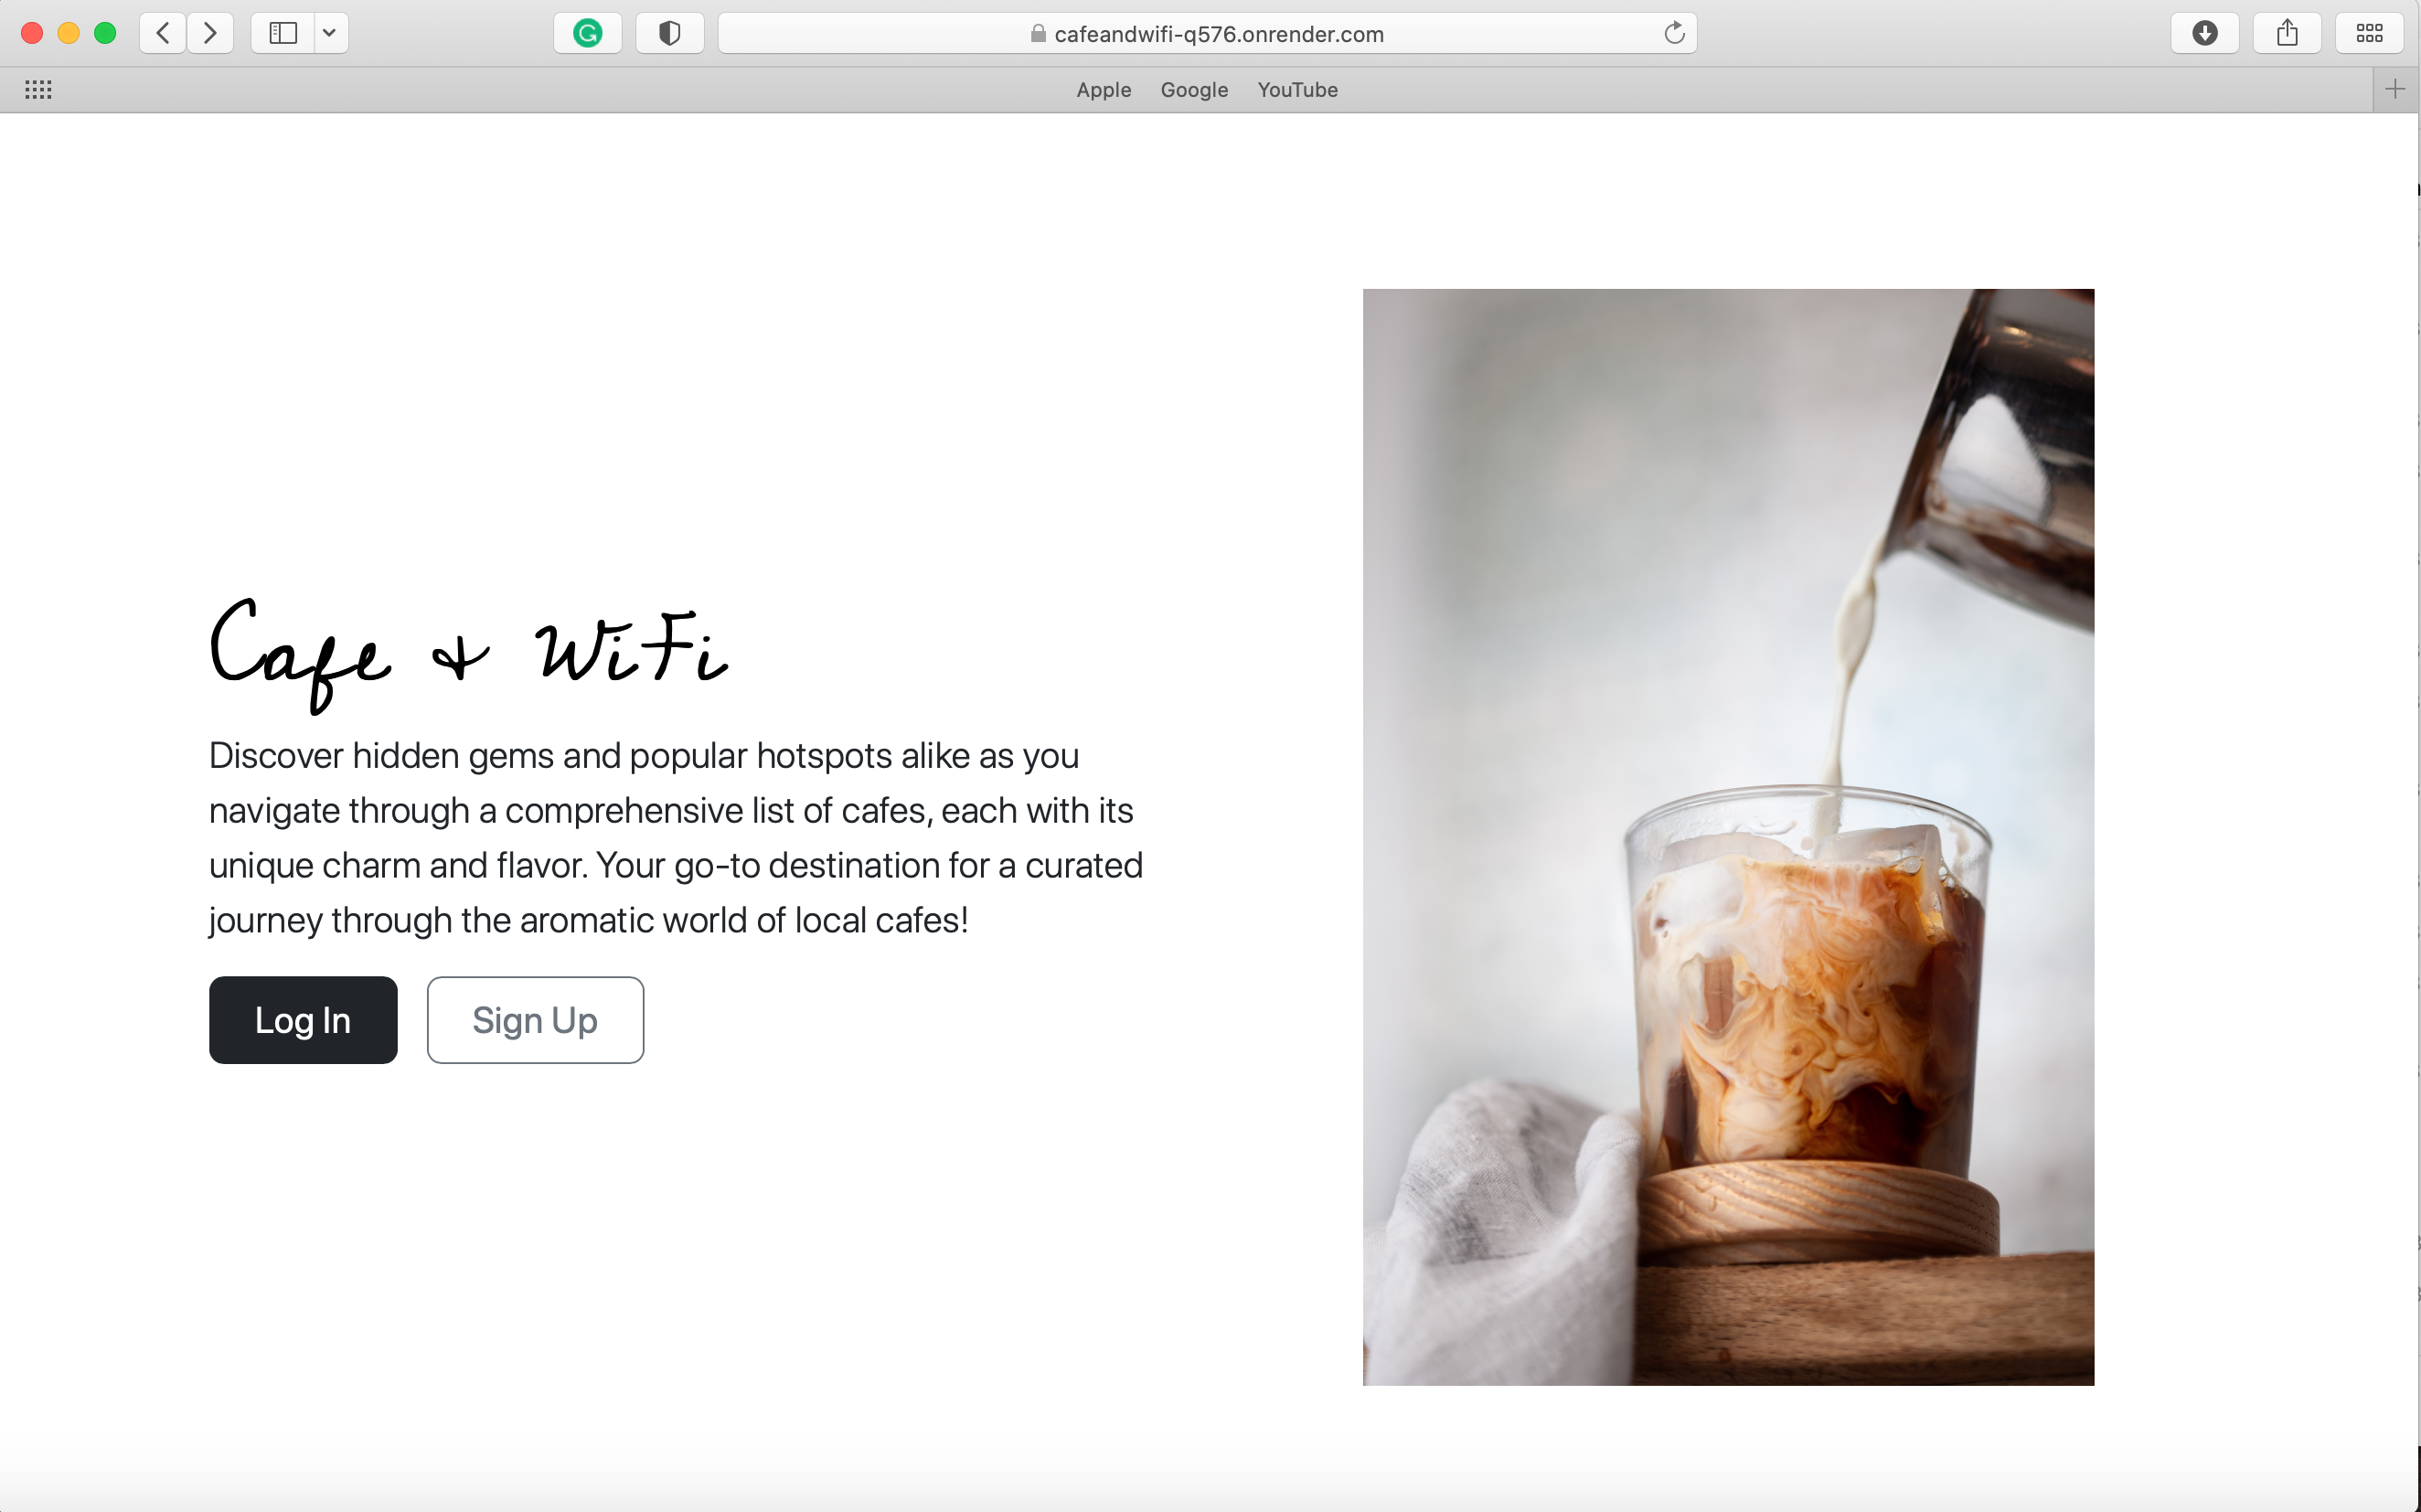 cafeandwifi-q576.onrender.com
Apple Google YouTube
Cafe & WiFi
Discover hidden gems and popular hotspots alike as you
navigate through a comprehensive list of cafes, each with its
unique charm and flavor. Your go-to destination for a curated
journey through the aromatic world of local cafes!
Log In Sign Up